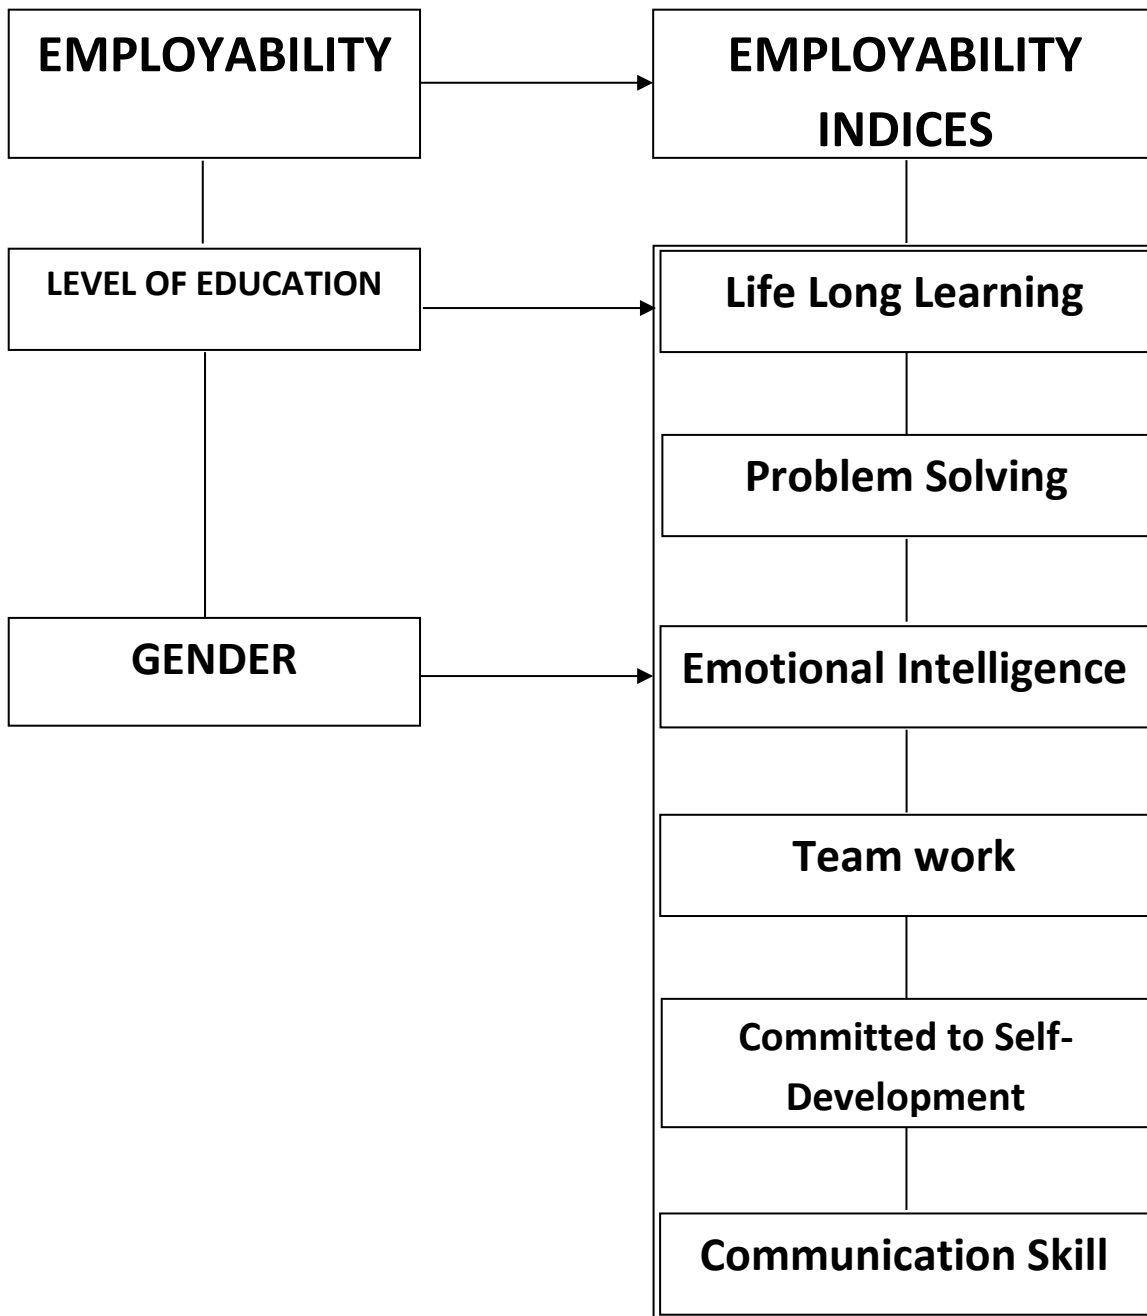 EMPLOYABILITY
EMPLOYABILITY
INDICES
LEVEL OF EDUCATION
Life Long Learning
Problem Solving
GENDER
Emotional Intelligence
Team work
Committed to Self-
Development
Communication Skill